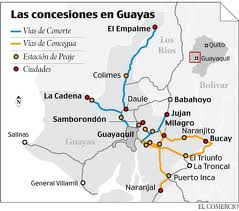 Las concesiones en Guayas
Vías de Conorte
Vías de Concegua
Estación de Peaje
Ciudades
El Empalme
Los
Ríos
Quito
Guayaquil
Bolívar
Colimes
La Cadena
Daule
Babahoyo
Samborondón
Jujan
Milagro
Naranjito
Salinas
Guayaquil
Bucay
Guayas
El Triunfo
La Troncal
General Villamil
Puerto Inca
Naranjal
N
EL COMERCIO